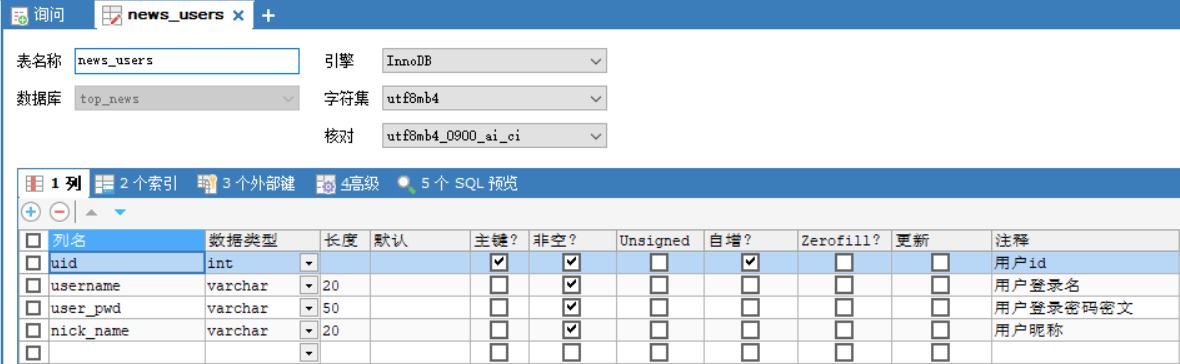 询问 news_users × +
表名称 news_users 引擎 InnoDB
数据库 top_news 字符集 utf8mb4
核对 utf8mb4_0900_ai_ci
1 列 2 个索引 3 个外部键 4高级 5 个 SQL 预览
列名 数据类型 长度 默认 主键? 非空? Unsigned 自增? Zerofill? 更新 注释
uid int 用户id
username varchar 20 用户登录名
user_pwd varchar 50 用户登录密码密文
nick_name varchar 20 用户昵称